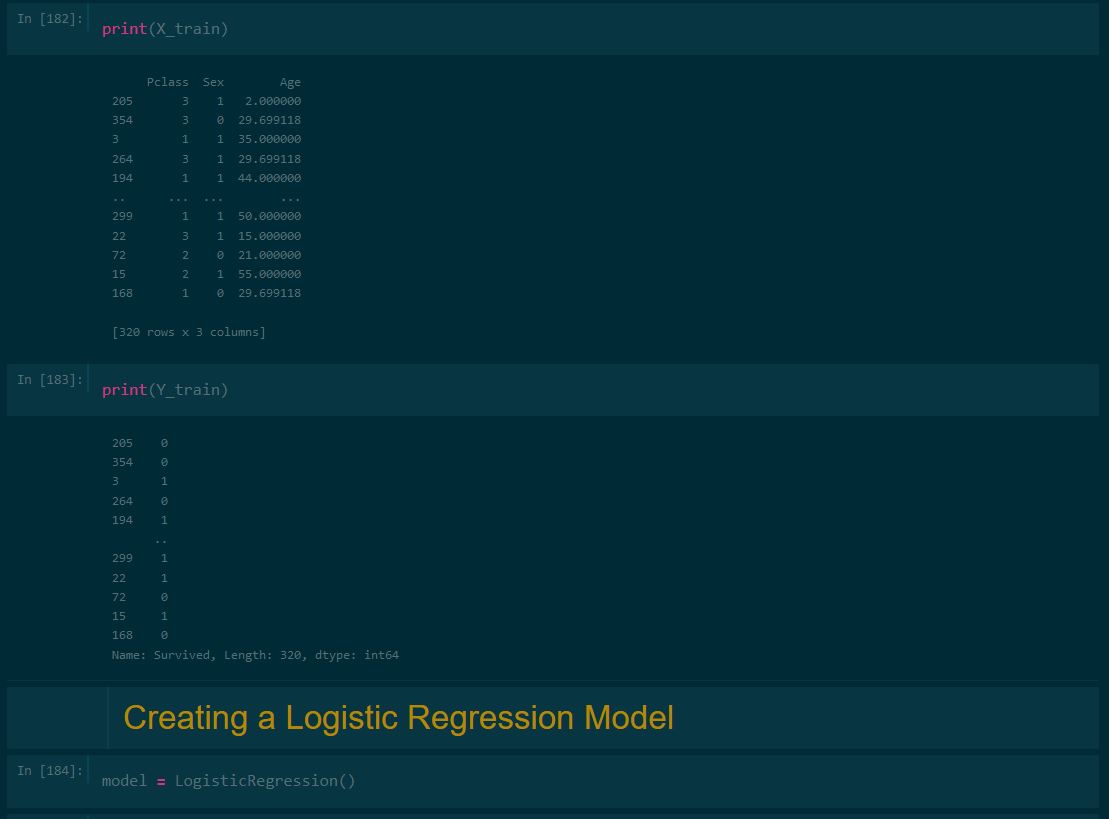 In [182]:
print(X_train)
Pclass Sex Age
205 3 1 2.000000
354 3 0 29.699118
3 1 1 35.000000
264 3 1 29.699118
194 1 1 44.000000
.. ... ... ...
299 1 1 50.000000
22 3 1 15.000000
72 2 0 21.000000
15 2 1 55.000000
168 1 0 29.699118
[320 rows x 3 columns]
In [183]:
print(Y_train)
205 0
354 0
3 1
264 0
194 1
..
299 1
22 1
72 0
15 1
168 0
Name: Survived, Length: 320, dtype: int64
Creating a Logistic Regression Model
In [184]:
model = LogisticRegression()